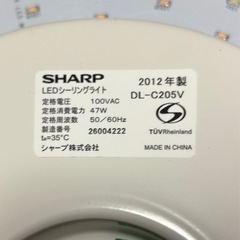 SHARP
2012年製
LEDシーリングライト
DL-C205V
定格電圧 100VAC
定格消費電力 47W
定格周波数 50/60Hz
製造番号 26004222
ta=35°C
TÜVRheinland
シャープ株式会社
MADE IN CHINA